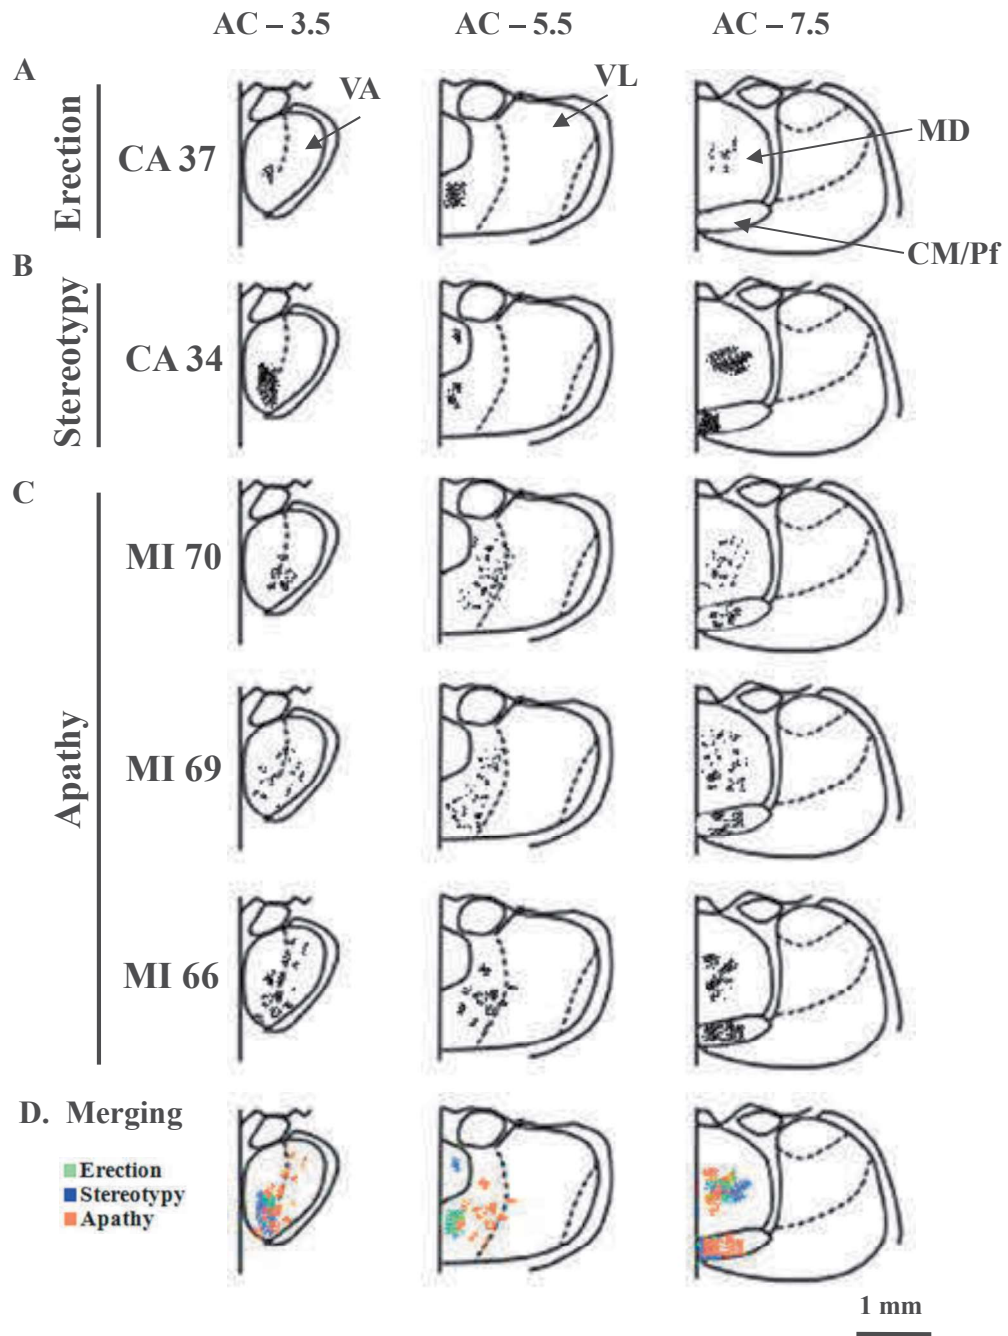 AC – 3.5 AC – 5.5 AC – 7.5
A
Erection
CA 37
VA
VL
MD
CM/Pf
B
Stereotypy
CA 34
C
Apathy
MI 70
MI 69
MI 66
D. Merging
Erection
Stereotypy
Apathy
1 mm